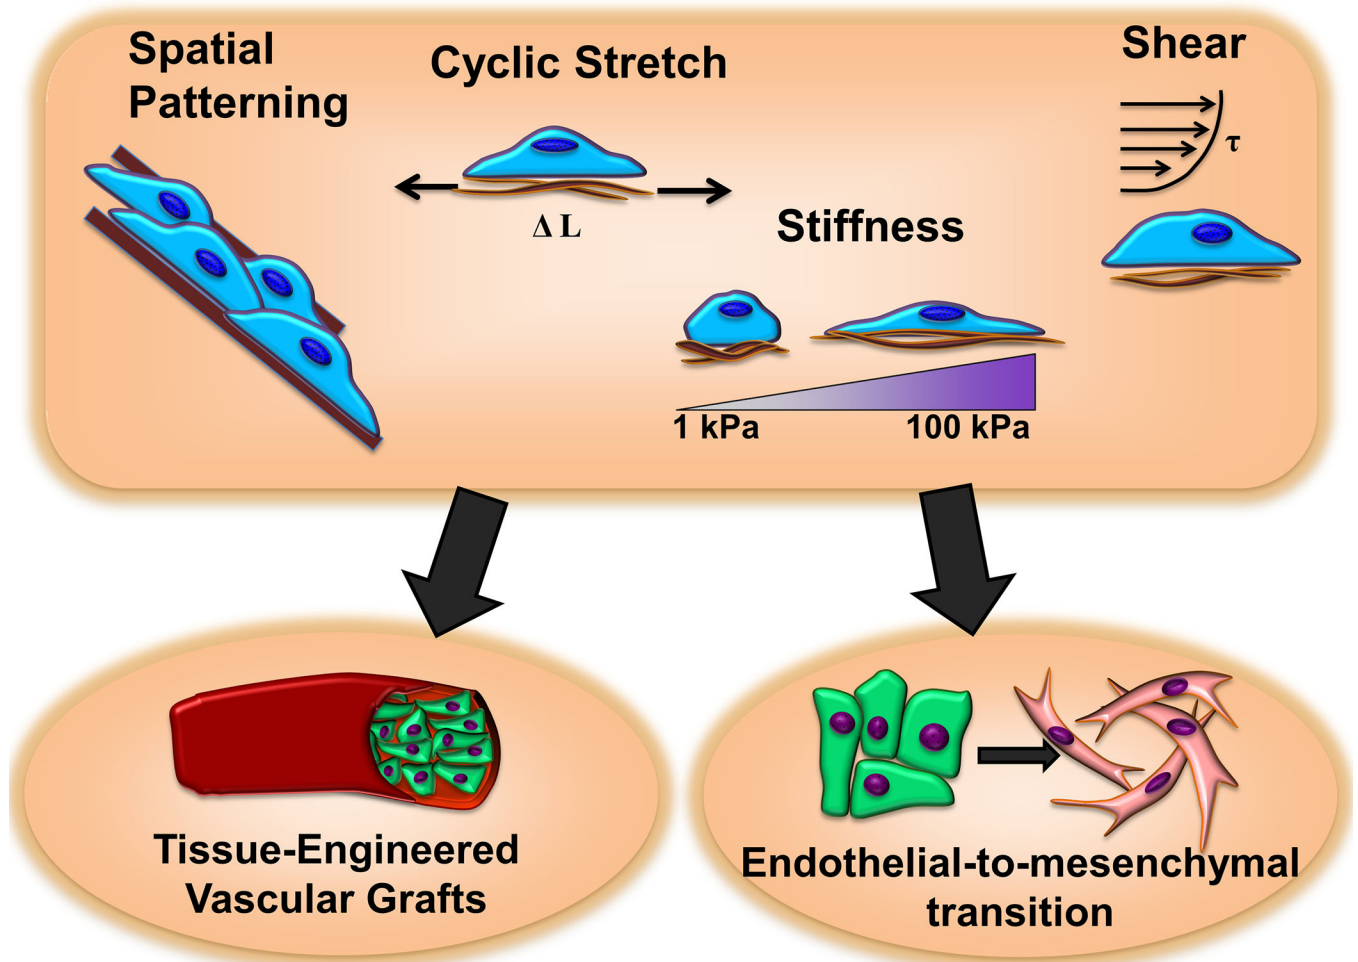 Spatial
Patterning
Cyclic Stretch
Δ L
Shear
τ
Stiffness
1 kPa
100 kPa
Tissue-Engineered
Vascular Grafts
Endothelial-to-mesenchymal
transition